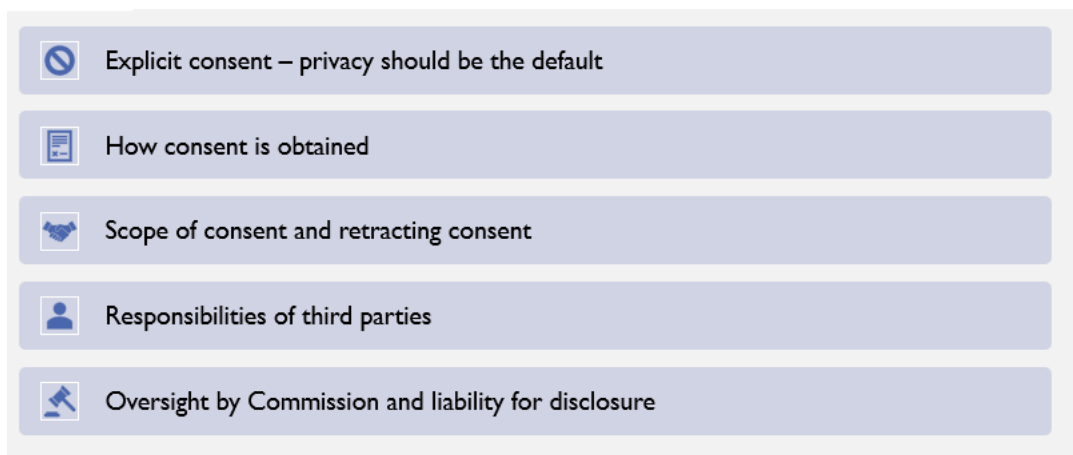 Explicit consent – privacy should be the default
How consent is obtained
Scope of consent and retracting consent
Responsibilities of third parties
Oversight by Commission and liability for disclosure